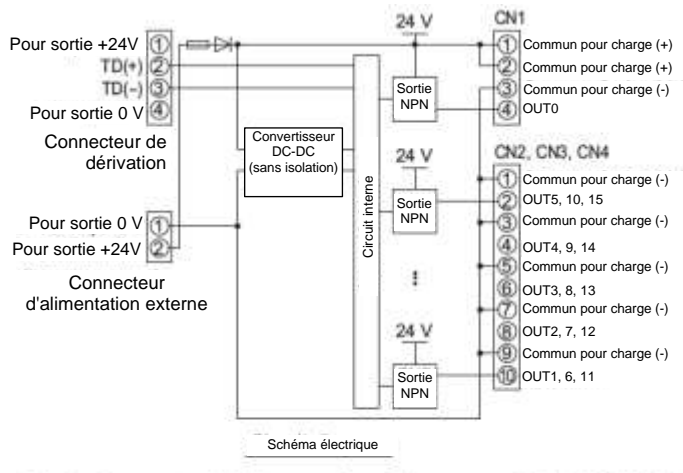 Pour sortie +24V ①
TD(+) ②
TD(−) ③
Pour sortie 0 V ④
Connecteur de
dérivation
Pour sortie 0 V ①
Pour sortie +24V ②
Connecteur
d'alimentation externe
Convertisseur
DC-DC
(sans isolation)
Circuit interne
24 V
Sortie
NPN
24 V
Sortie
NPN
24 V
Sortie
NPN
CN1
① Commun pour charge (+)
② Commun pour charge (+)
③ Commun pour charge (-)
④ OUT0
CN2, CN3, CN4
① Commun pour charge (-)
② OUT5, 10, 15
③ Commun pour charge (-)
④ OUT4, 9, 14
⑤ Commun pour charge (-)
⑥ OUT3, 8, 13
⑦ Commun pour charge (-)
⑧ OUT2, 7, 12
⑨ Commun pour charge (-)
⑩ OUT1, 6, 11
Schéma électrique